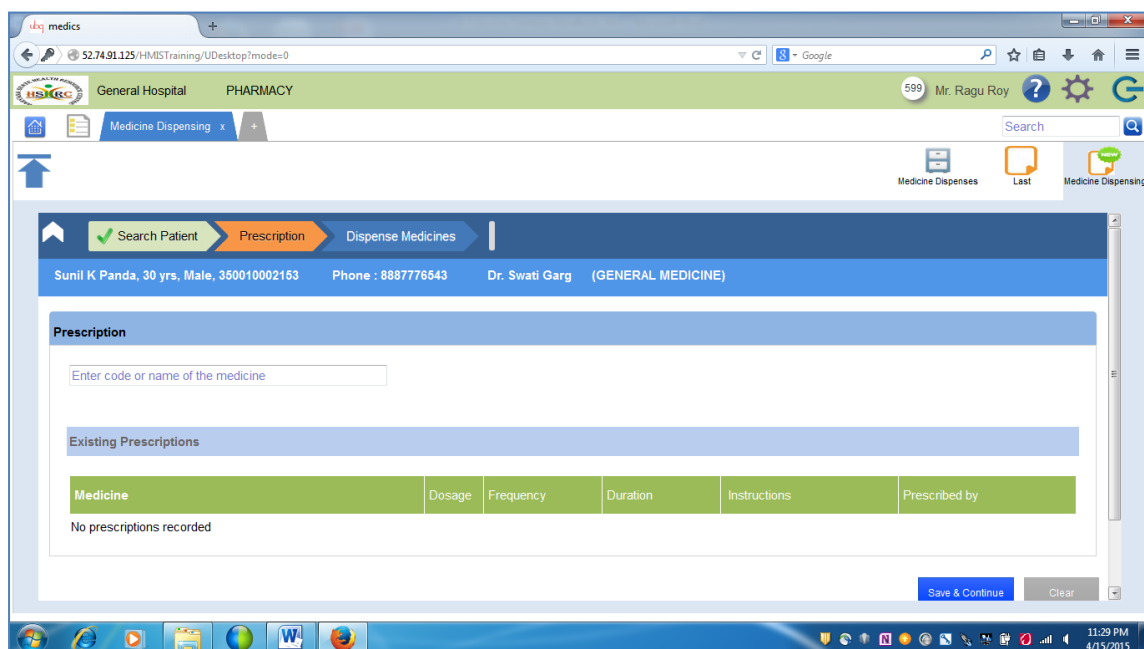 ubq medics
+
52.74.91.125/HMISTraining/UDesktop?mode=0
8 - Google
HSHRC
General Hospital PHARMACY
599 Mr. Ragu Roy ?
Medicine Dispensing x +
Search
NEW
Medicine Dispenses Last Medicine Dispensing
Search Patient Prescription Dispense Medicines
Sunil K Panda, 30 yrs, Male, 350010002153 Phone : 8887776543 Dr. Swati Garg (GENERAL MEDICINE)
Prescription
Enter code or name of the medicine
Existing Prescriptions
Medicine Dosage Frequency Duration Instructions Prescribed by
No prescriptions recorded
Save & Continue Clear
W
N
11:29 PM
4/15/2015